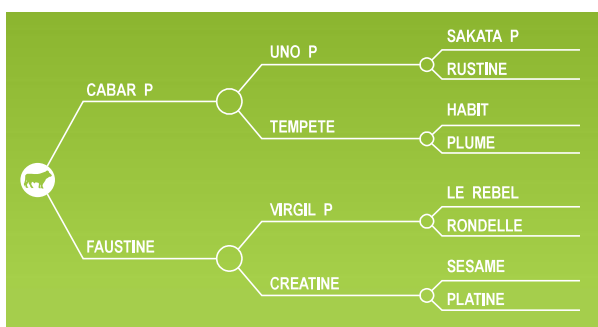 SAKATA P
UNO P
RUSTINE
CABAR P
HABIT
TEMPETE
PLUME
LE REBEL
VIRGIL P
RONDELLE
FAUSTINE
SESAME
CREATINE
PLATINE